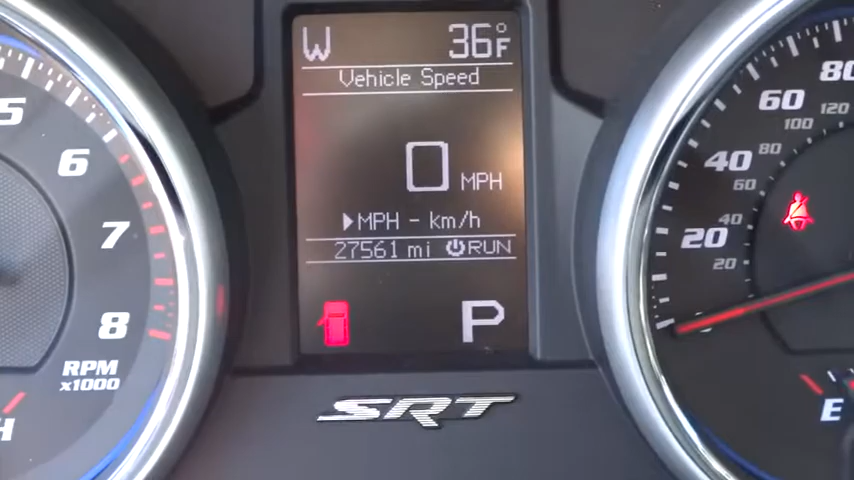 W 36°F
Vehicle Speed
0 MPH
▶MPH - km/h
27561 mi RUN
P
SRT
5
6
7
8
RPM
x1000
H
20
40
60
80
20
40
60
80
100
120
E